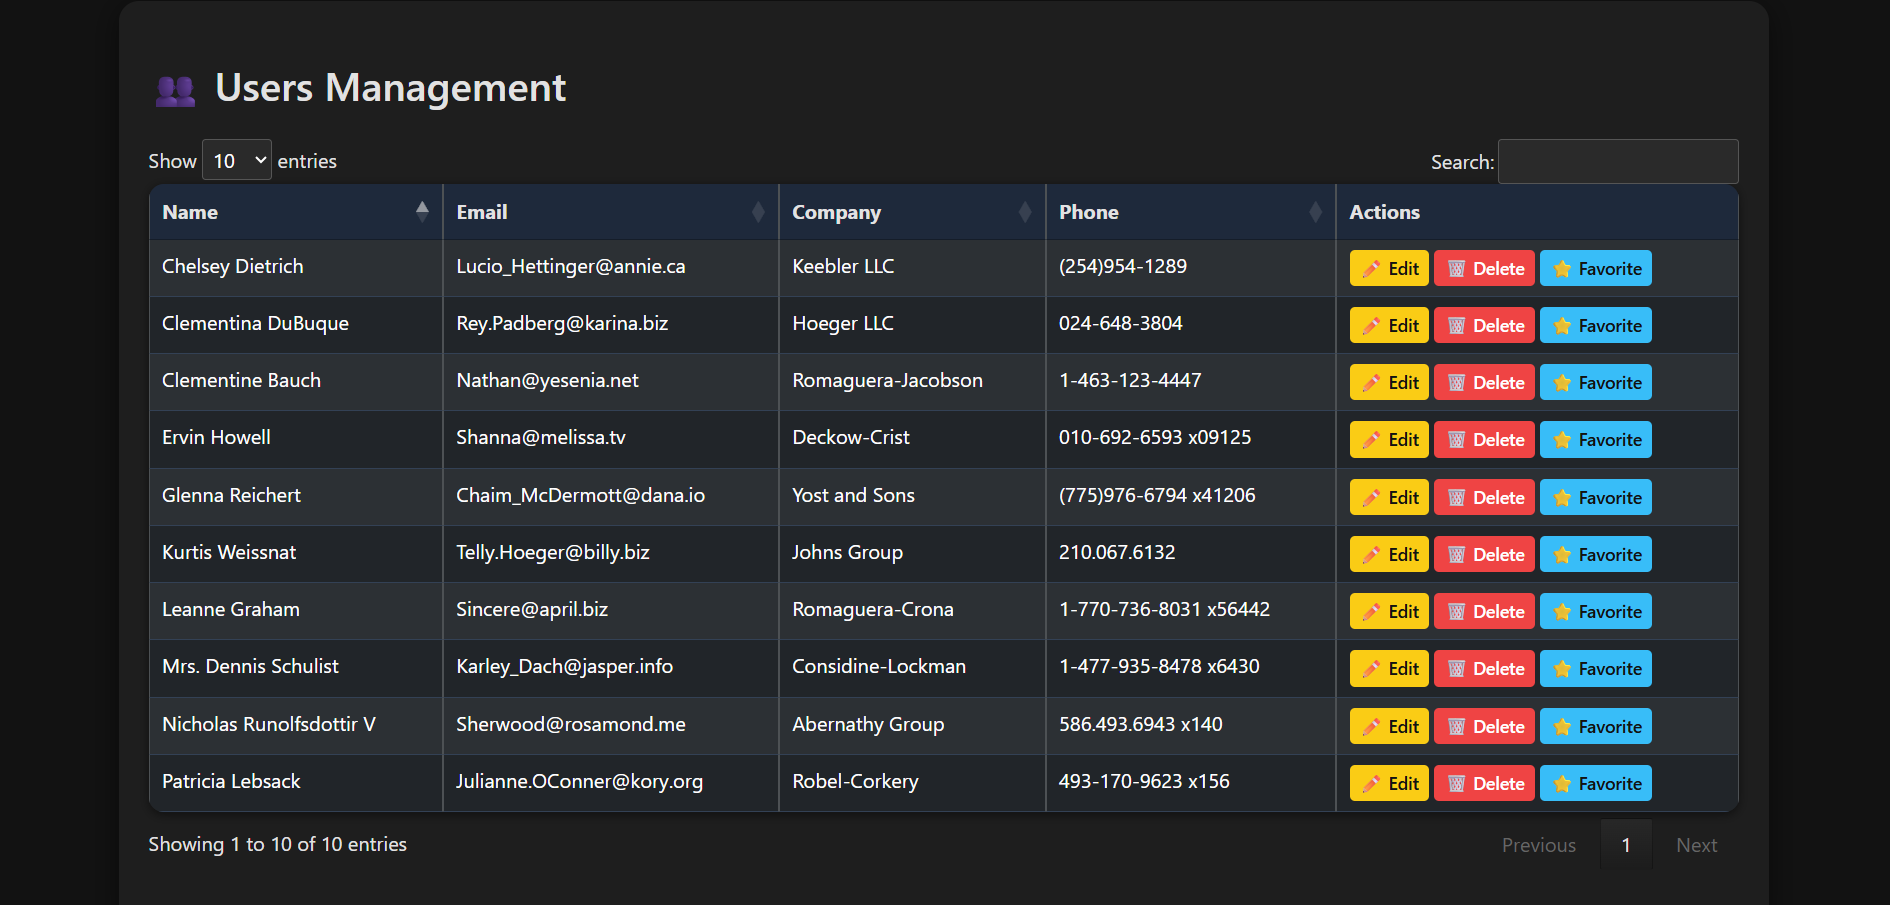 Users Management
Show 10 entries Search:
Name Email Company Phone Actions
Chelsey Dietrich Lucio_Hettinger@annie.ca Keebler LLC (254)954-1289 Edit Delete Favorite
Clementina DuBuque Rey.Padberg@karina.biz Hoeger LLC 024-648-3804 Edit Delete Favorite
Clementine Bauch Nathan@yesenia.net Romaguera-Jacobson 1-463-123-4447 Edit Delete Favorite
Ervin Howell Shanna@melissa.tv Deckow-Crist 010-692-6593 x09125 Edit Delete Favorite
Glenna Reichert Chaim_McDermott@dana.io Yost and Sons (775)976-6794 x41206 Edit Delete Favorite
Kurtis Weissnat Telly.Hoeger@billy.biz Johns Group 210.067.6132 Edit Delete Favorite
Leanne Graham Sincere@april.biz Romaguera-Crona 1-770-736-8031 x56442 Edit Delete Favorite
Mrs. Dennis Schulist Karley_Dach@jasper.info Considine-Lockman 1-477-935-8478 x6430 Edit Delete Favorite
Nicholas Runolfsdottir V Sherwood@rosamond.me Abernathy Group 586.493.6943 x140 Edit Delete Favorite
Patricia Lebsack Julianne.OConner@kory.org Robel-Corkery 493-170-9623 x156 Edit Delete Favorite
Showing 1 to 10 of 10 entries Previous 1 Next